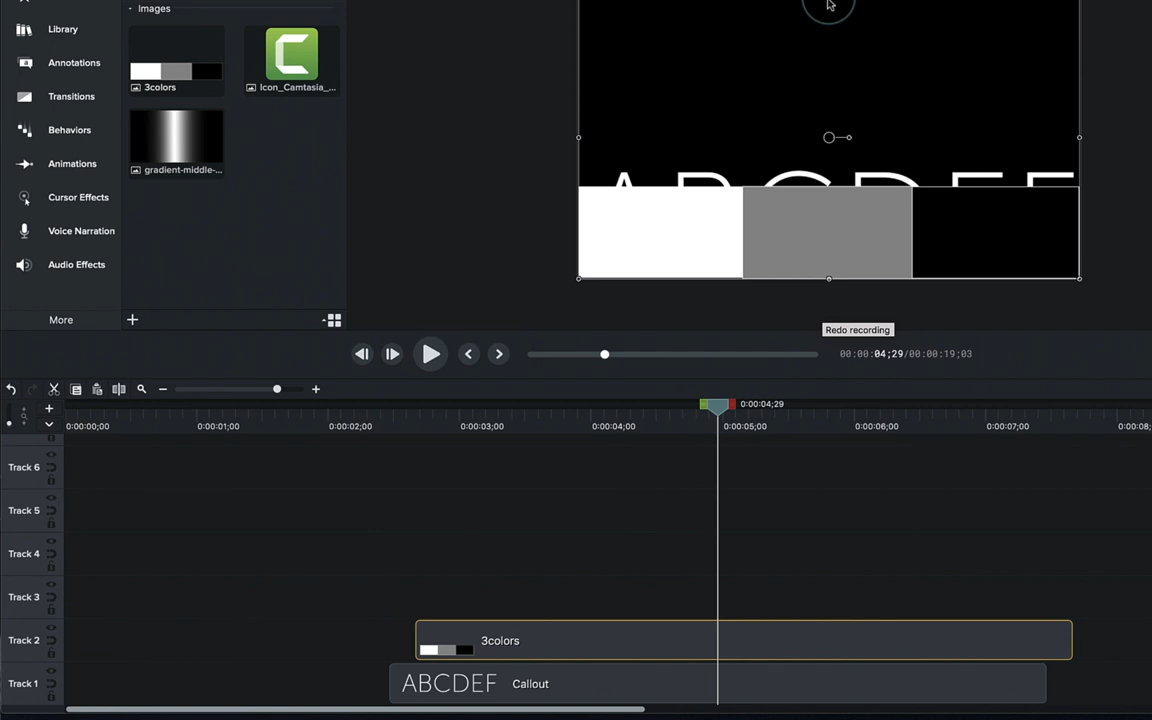 Images
Library
Annotations
Transitions
Behaviors
Animations
Cursor Effects
Voice Narration
Audio Effects
More
3colors
Icon_Camtasia_...
gradient-middle-...
ABCDEF
Redo recording
00:00:04;29/00:00:19;03
0:00:04;29
0:00:00;00
0:00:01;00
0:00:02;00
0:00:03;00
0:00:04;00
0:00:05;00
0:00:06;00
0:00:07;00
0:00:08;
Track 6
Track 5
Track 4
Track 3
Track 2
3colors
Track 1
ABCDEF Callout